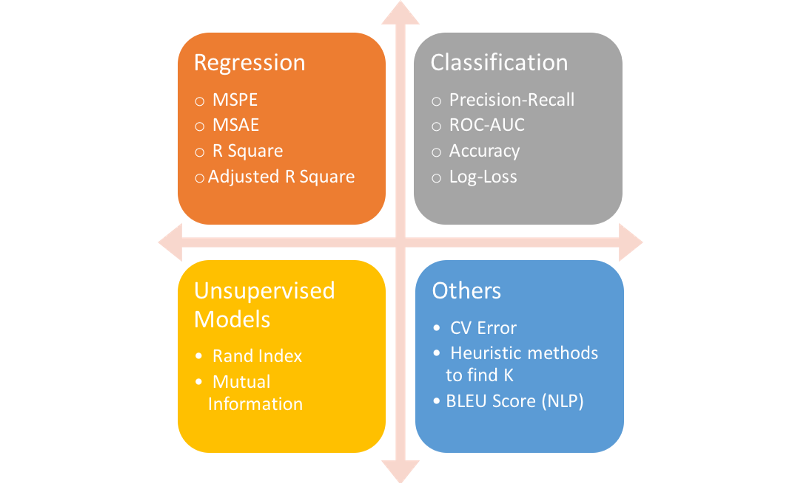 Regression
○ MSPE
○ MSAE
○ R Square
○ Adjusted R Square
Classification
○ Precision-Recall
○ ROC-AUC
○ Accuracy
○ Log-Loss
Unsupervised
Models
• Rand Index
• Mutual
Information
Others
• CV Error
• Heuristic methods
to find K
• BLEU Score (NLP)